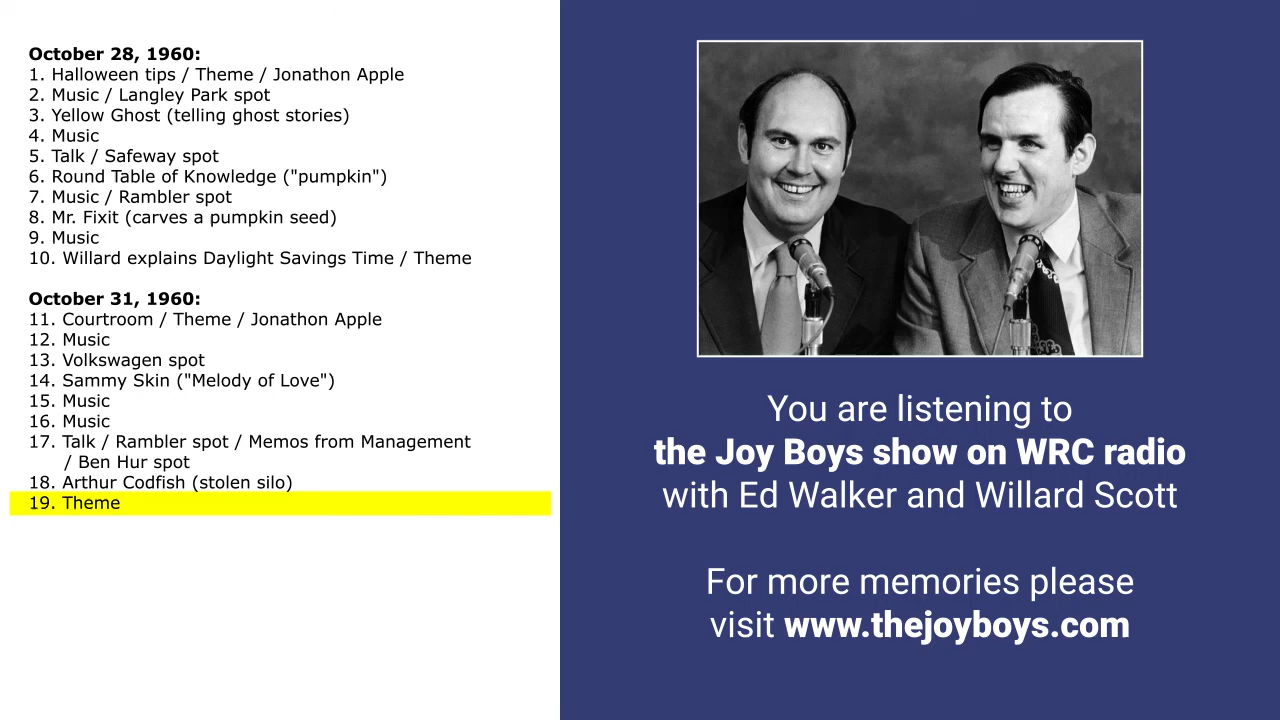 October 28, 1960:
1. Halloween tips / Theme / Jonathon Apple
2. Music / Langley Park spot
3. Yellow Ghost (telling ghost stories)
4. Music
5. Talk / Safeway spot
6. Round Table of Knowledge ("pumpkin")
7. Music / Rambler spot
8. Mr. Fixit (carves a pumpkin seed)
9. Music
10. Willard explains Daylight Savings Time / Theme
October 31, 1960:
11. Courtroom / Theme / Jonathon Apple
12. Music
13. Volkswagen spot
14. Sammy Skin ("Melody of Love")
15. Music
16. Music
17. Talk / Rambler spot / Memos from Management
/ Ben Hur spot
18. Arthur Codfish (stolen silo)
19. Theme
You are listening to
the Joy Boys show on WRC radio
with Ed Walker and Willard Scott
For more memories please
visit www.thejoyboys.com